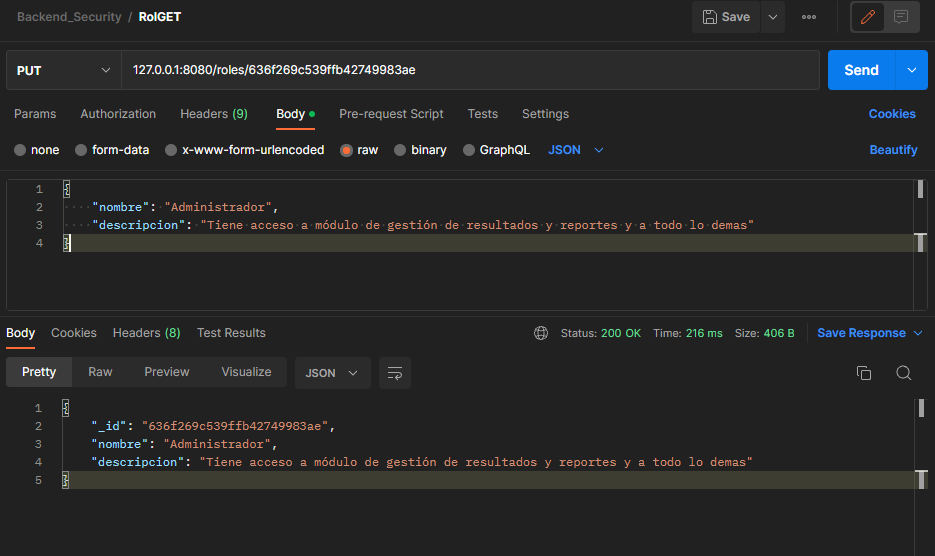 Backend_Security / RolGET
Save
PUT 127.0.0.1:8080/roles/636f269c539ffb42749983ae Send
Params Authorization Headers (9) Body Pre-request Script Tests Settings Cookies
none form-data x-www-form-urlencoded raw binary GraphQL JSON Beautify
1 {
2 "nombre": "Administrador",
3 "descripcion": "Tiene acceso a módulo de gestión de resultados y reportes y a todo lo demas"
4 }
Body Cookies Headers (8) Test Results Status: 200 OK Time: 216 ms Size: 406 B Save Response
Pretty Raw Preview Visualize JSON
1 {
2 "_id": "636f269c539ffb42749983ae",
3 "nombre": "Administrador",
4 "descripcion": "Tiene acceso a módulo de gestión de resultados y reportes y a todo lo demas"
5 }